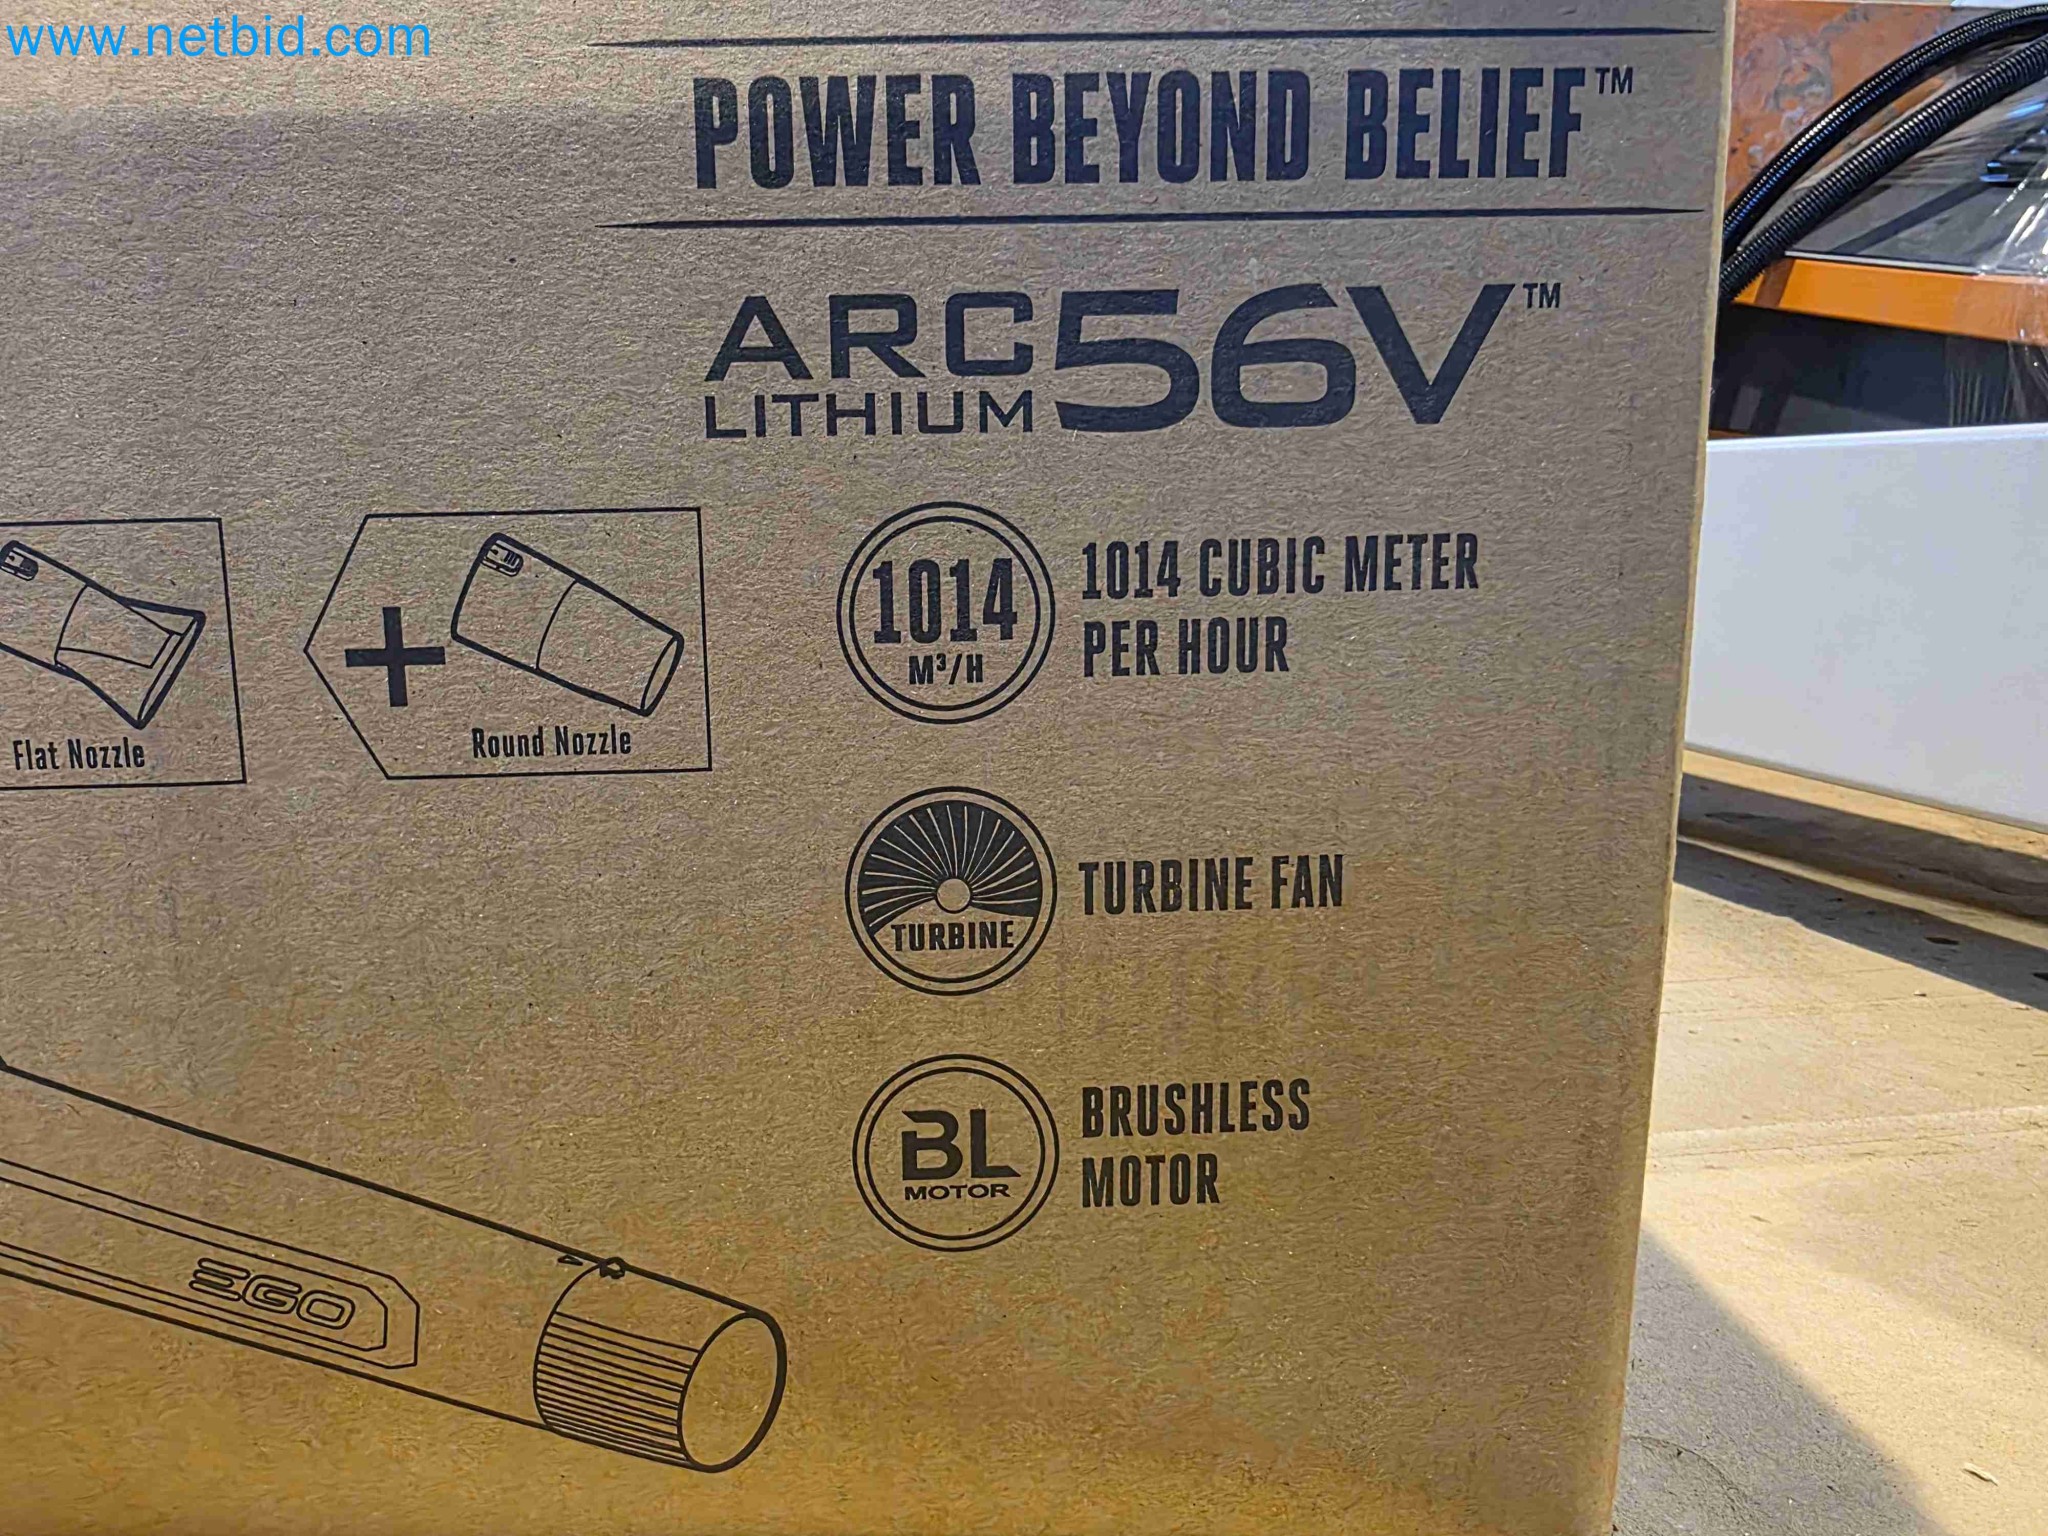 www.netbid.com
POWER BEYOND BELIEF™
ARC
LITHIUM
56V™
Flat Nozzle
Round Nozzle
1014
M³/H
1014 CUBIC METER
PER HOUR
TURBINE
TURBINE FAN
BL
MOTOR
BRUSHLESS
MOTOR
EGO